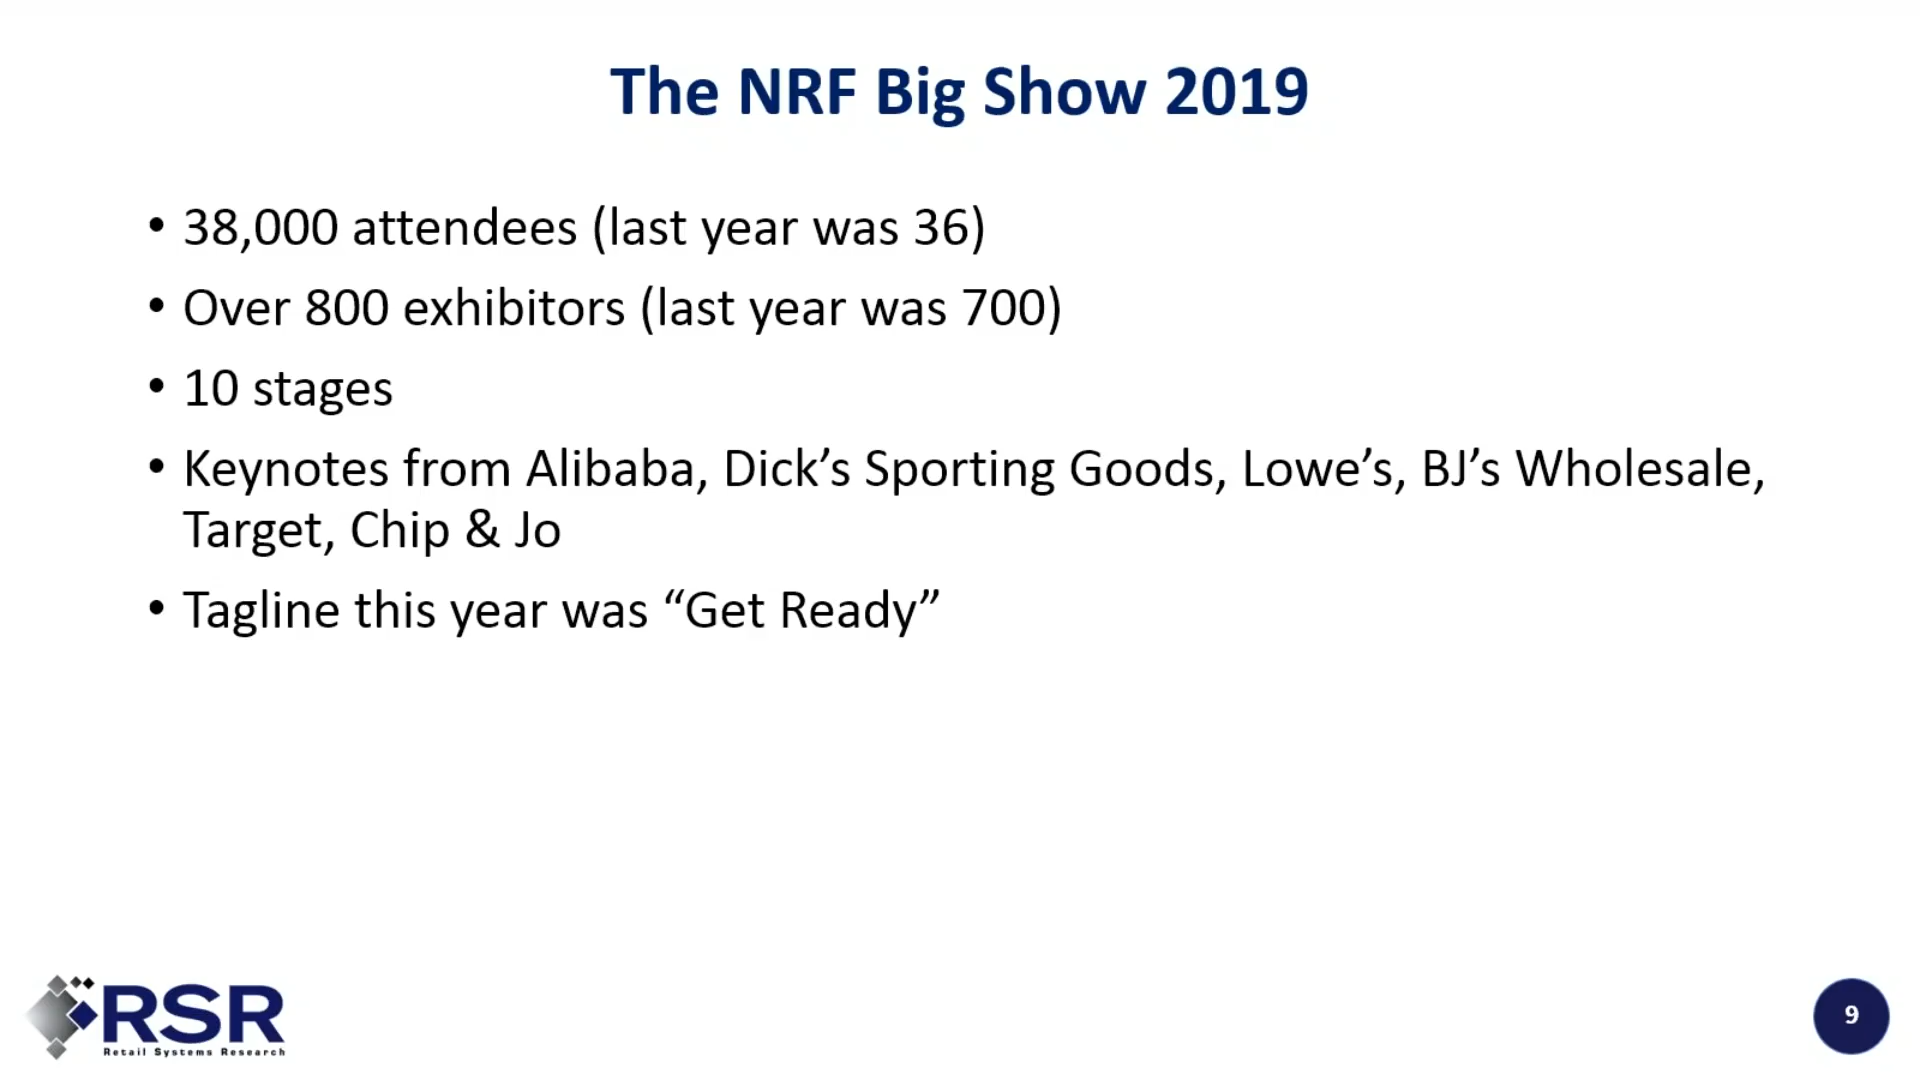 The NRF Big Show 2019
• 38,000 attendees (last year was 36)
• Over 800 exhibitors (last year was 700)
• 10 stages
• Keynotes from Alibaba, Dick’s Sporting Goods, Lowe’s, BJ’s Wholesale,
Target, Chip & Jo
• Tagline this year was “Get Ready”
RSR
Retail Systems Research
9